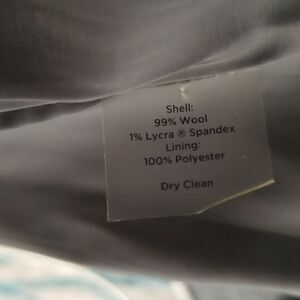 Shell:
99% Wool
1% Lycra ® Spandex
Lining:
100% Polyester
Dry Clean